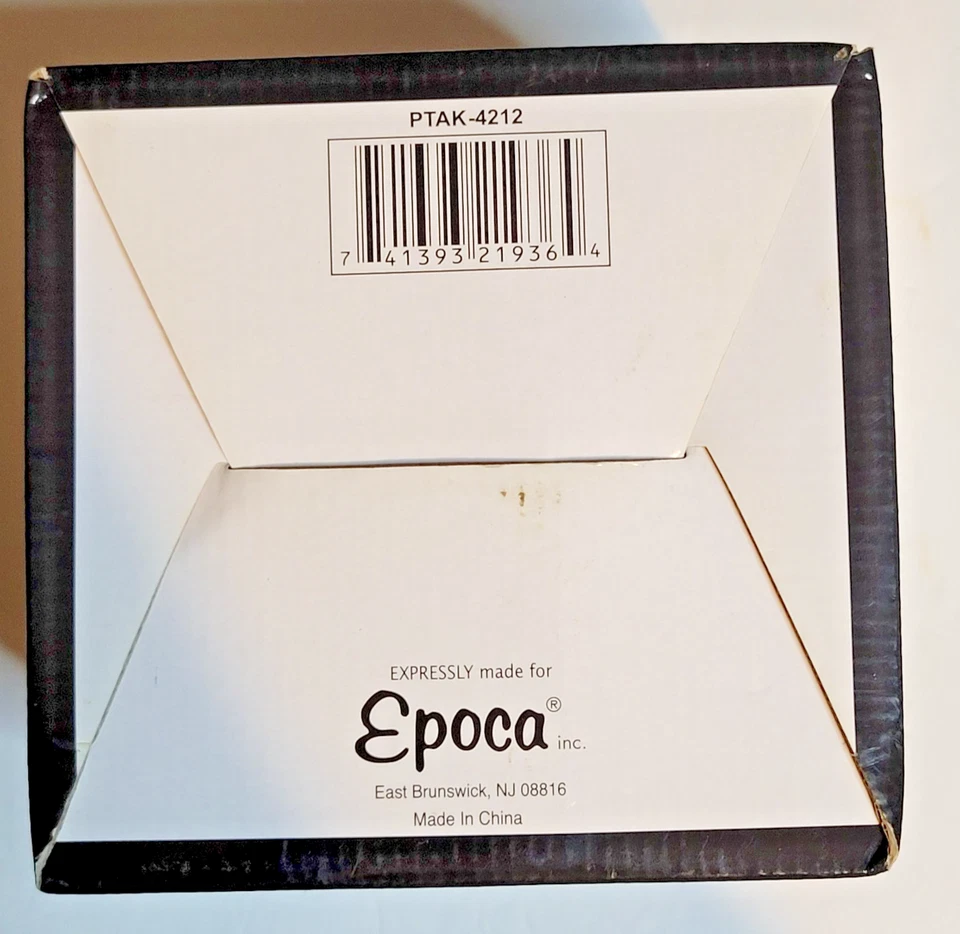 PTAK-4212
7 41393 21936 4
EXPRESSLY made for
Epoca® inc.
East Brunswick, NJ 08816
Made In China